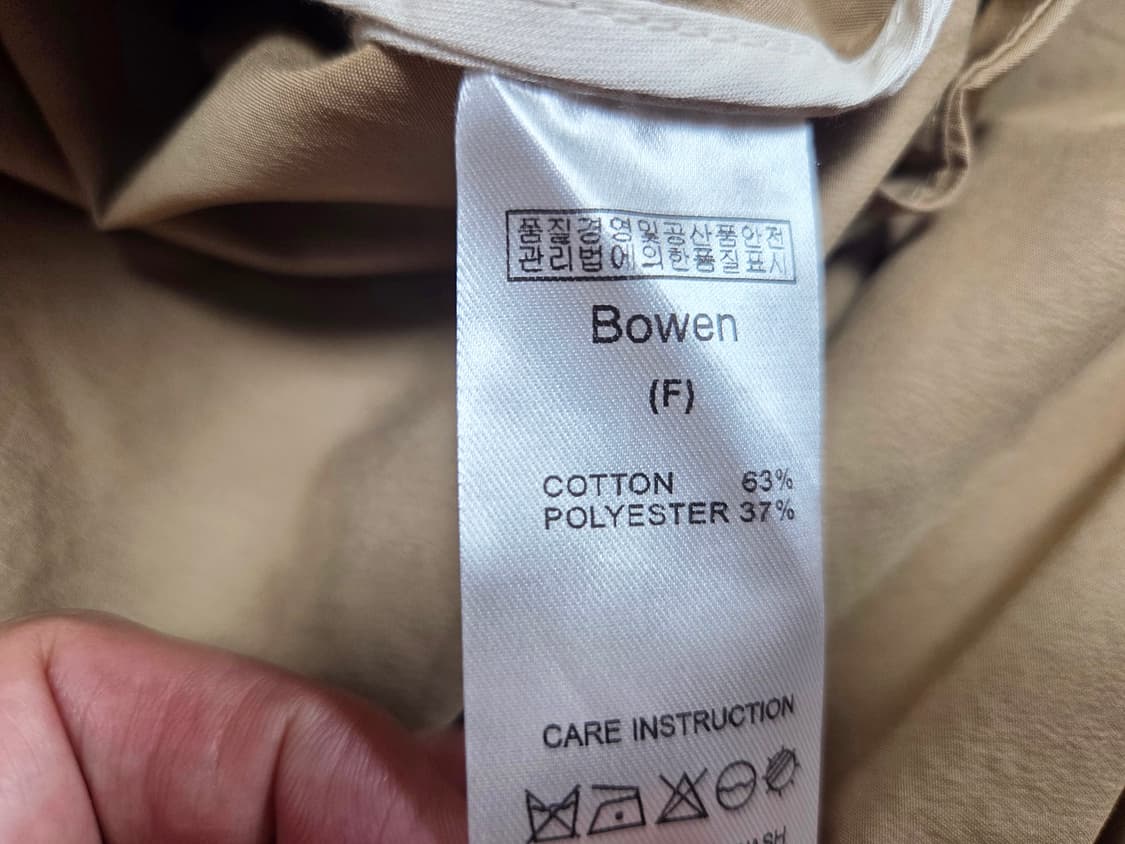 품질경영및공산품안전
관리법에의한품질표시
Bowen
(F)
COTTON 63%
POLYESTER 37%
CARE INSTRUCTION